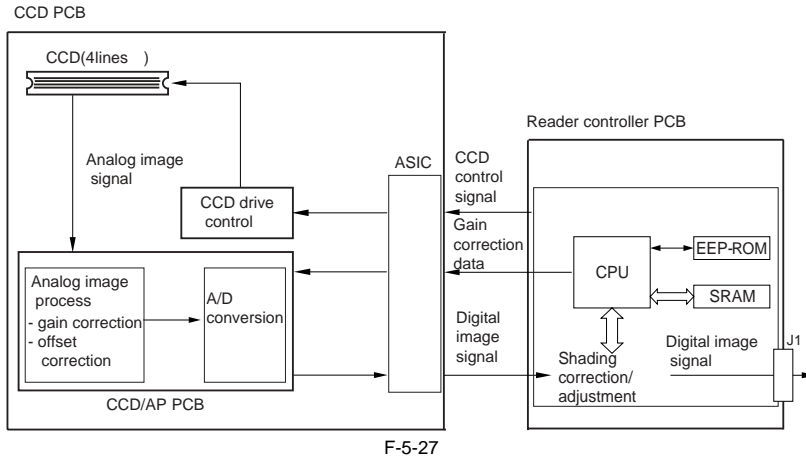 CCD PCB
CCD(4lines )
Analog image
signal
CCD drive
control
ASIC
Analog image
process
- gain correction
- offset
correction
A/D
conversion
CCD/AP PCB
CCD
control
signal
Gain
correction
data
Digital
image
signal
Reader controller PCB
CPU
EEP-ROM
SRAM
Shading
correction/
adjustment
Digital image
signal
J1
F-5-27